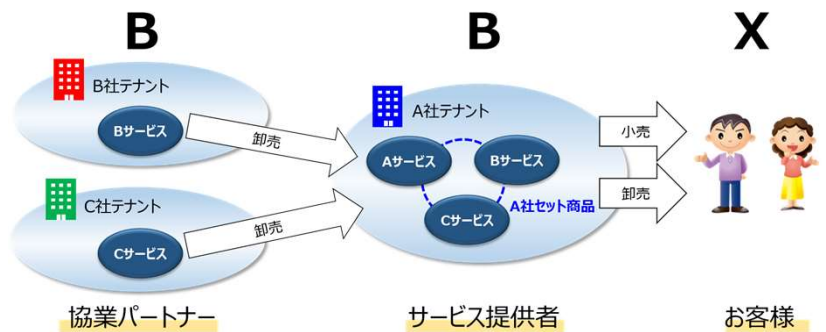 B
B
X
B社テナント
Bサービス
卸売
C社テナント
Cサービス
卸売
A社テナント
Aサービス
Bサービス
Cサービス
A社セット商品
小売
卸売
協業パートナー
サービス提供者
お客様